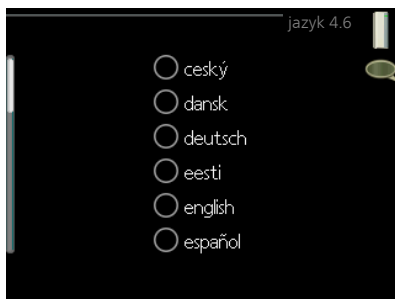 jazyk 4.6
ceský
dansk
deutsch
eesti
english
español